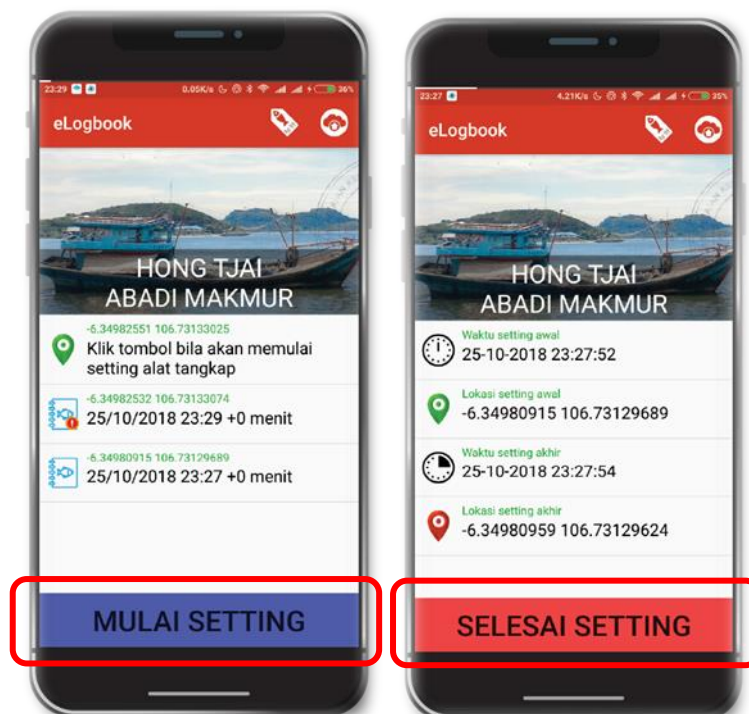 23:29 0.05K/s 36%
eLogbook
HONG TJAI
ABADI MAKMUR
-6.34982551 106.73133025
Klik tombol bila akan memulai
setting alat tangkap
-6.34982532 106.73133074
25/10/2018 23:29 +0 menit
-6.34980915 106.73129689
25/10/2018 23:27 +0 menit
MULAI SETTING
23:27 4.21K/s 35%
eLogbook
HONG TJAI
ABADI MAKMUR
Waktu setting awal
25-10-2018 23:27:52
Lokasi setting awal
-6.34980915 106.73129689
Waktu setting akhir
25-10-2018 23:27:54
Lokasi setting akhir
-6.34980959 106.73129624
SELESAI SETTING